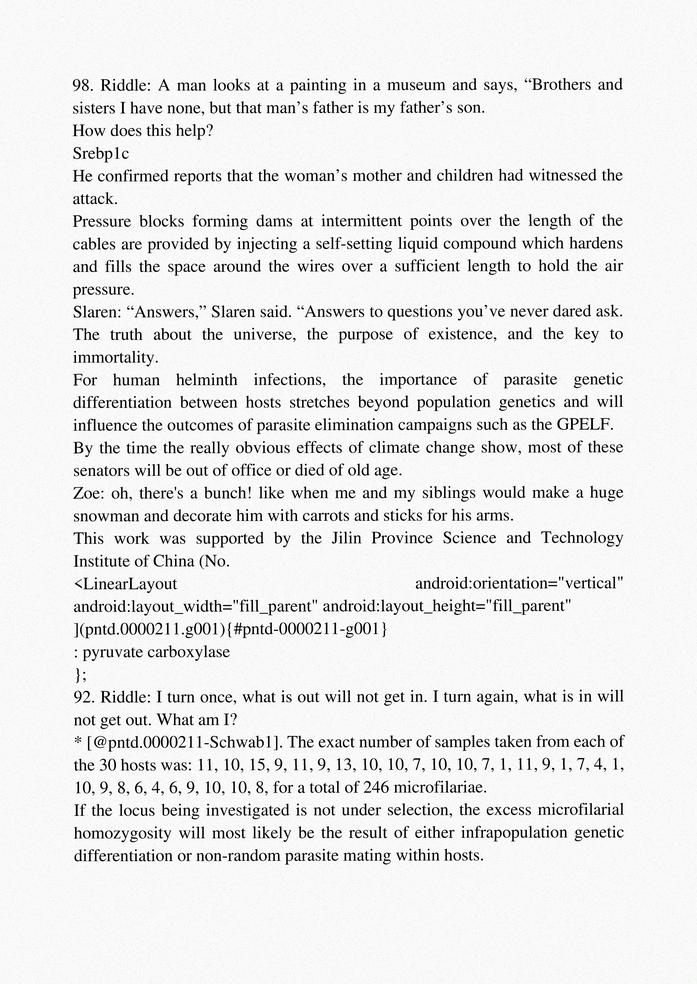 98. Riddle: A man looks at a painting in a museum and says, “Brothers and
sisters I have none, but that man’s father is my father’s son.
How does this help?
Srebp1c
He confirmed reports that the woman’s mother and children had witnessed the
attack.
Pressure blocks forming dams at intermittent points over the length of the
cables are provided by injecting a self-setting liquid compound which hardens
and fills the space around the wires over a sufficient length to hold the air
pressure.
Slaren: “Answers,” Slaren said. “Answers to questions you’ve never dared ask.
The truth about the universe, the purpose of existence, and the key to
immortality.
For human helminth infections, the importance of parasite genetic
differentiation between hosts stretches beyond population genetics and will
influence the outcomes of parasite elimination campaigns such as the GPELF.
By the time the really obvious effects of climate change show, most of these
senators will be out of office or died of old age.
Zoe: oh, there's a bunch! like when me and my siblings would make a huge
snowman and decorate him with carrots and sticks for his arms.
This work was supported by the Jilin Province Science and Technology
Institute of China (No.
<LinearLayout android:orientation="vertical"
android:layout_width="fill_parent" android:layout_height="fill_parent"
](pntd.0000211.g001){#pntd-0000211-g001}
: pyruvate carboxylase
};
92. Riddle: I turn once, what is out will not get in. I turn again, what is in will
not get out. What am I?
* [@pntd.0000211-Schwab1]. The exact number of samples taken from each of
the 30 hosts was: 11, 10, 15, 9, 11, 9, 13, 10, 10, 7, 10, 10, 7, 1, 11, 9, 1, 7, 4, 1,
10, 9, 8, 6, 4, 6, 9, 10, 10, 8, for a total of 246 microfilariae.
If the locus being investigated is not under selection, the excess microfilarial
homozygosity will most likely be the result of either infrapopulation genetic
differentiation or non-random parasite mating within hosts.